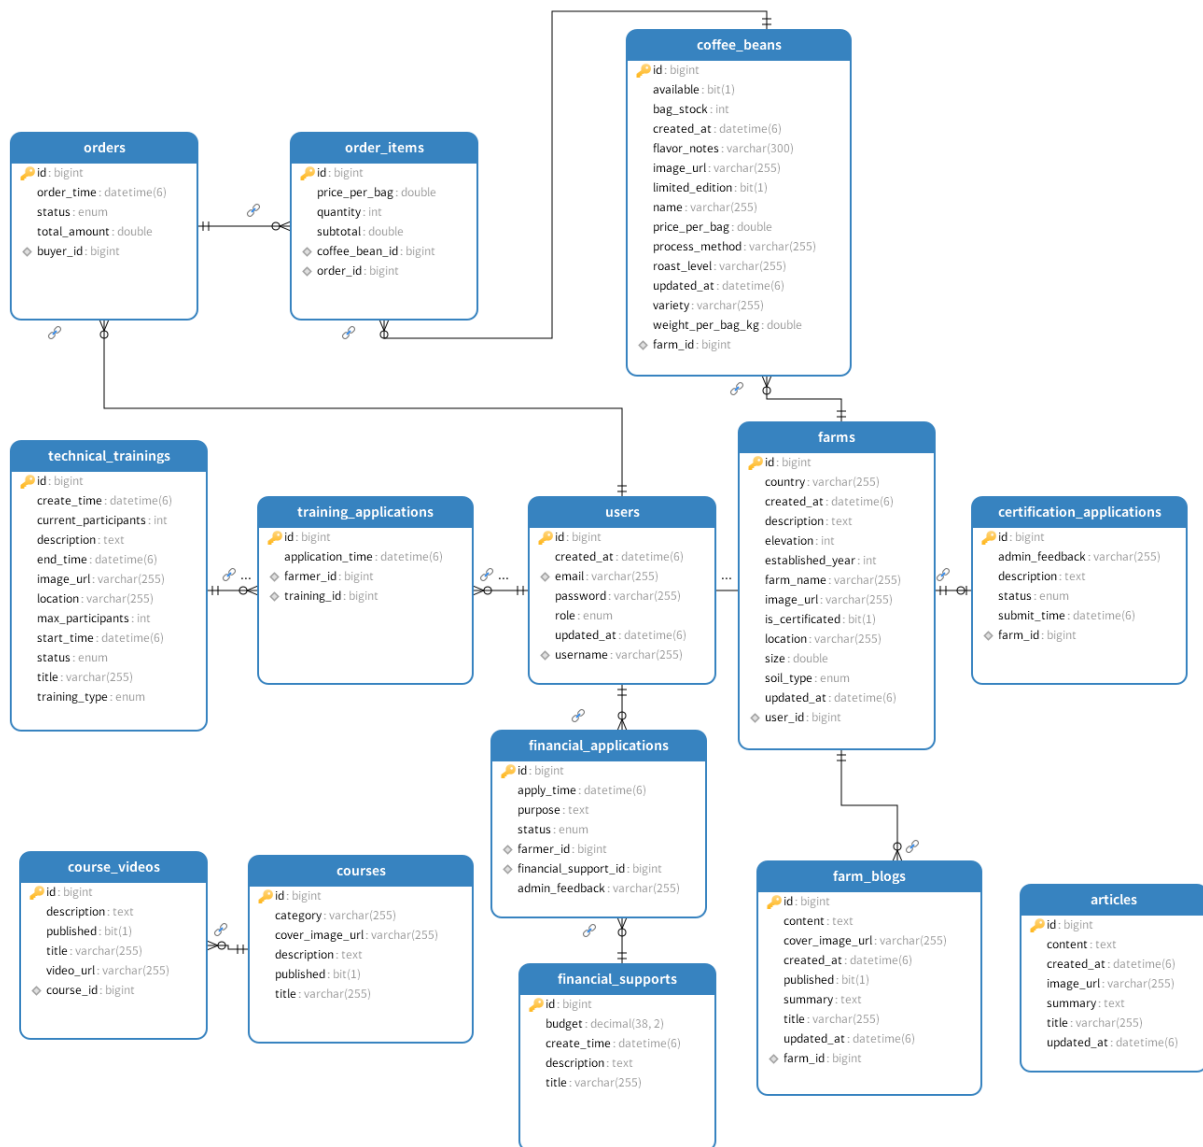 coffee_beans
id : bigint
available : bit(1)
bag_stock : int
created_at : datetime(6)
flavor_notes : varchar(300)
image_url : varchar(255)
limited_edition : bit(1)
name : varchar(255)
price_per_bag : double
process_method : varchar(255)
roast_level : varchar(255)
updated_at : datetime(6)
variety : varchar(255)
weight_per_bag_kg : double
farm_id : bigint
orders
id : bigint
order_time : datetime(6)
status : enum
total_amount : double
buyer_id : bigint
order_items
id : bigint
price_per_bag : double
quantity : int
subtotal : double
coffee_bean_id : bigint
order_id : bigint
technical_trainings
id : bigint
create_time : datetime(6)
current_participants : int
description : text
end_time : datetime(6)
image_url : varchar(255)
location : varchar(255)
max_participants : int
start_time : datetime(6)
status : enum
title : varchar(255)
training_type : enum
...
training_applications
id : bigint
application_time : datetime(6)
farmer_id : bigint
training_id : bigint
...
users
id : bigint
created_at : datetime(6)
email : varchar(255)
password : varchar(255)
role : enum
updated_at : datetime(6)
username : varchar(255)
...
farms
id : bigint
country : varchar(255)
created_at : datetime(6)
description : text
elevation : int
established_year : int
farm_name : varchar(255)
image_url : varchar(255)
is_certificated : bit(1)
location : varchar(255)
size : double
soil_type : enum
updated_at : datetime(6)
user_id : bigint
certification_applications
id : bigint
admin_feedback : varchar(255)
description : text
status : enum
submit_time : datetime(6)
farm_id : bigint
financial_applications
id : bigint
apply_time : datetime(6)
purpose : text
status : enum
farmer_id : bigint
financial_support_id : bigint
admin_feedback : varchar(255)
course_videos
id : bigint
description : text
published : bit(1)
title : varchar(255)
video_url : varchar(255)
course_id : bigint
courses
id : bigint
category : varchar(255)
cover_image_url : varchar(255)
description : text
published : bit(1)
title : varchar(255)
financial_supports
id : bigint
budget : decimal(38, 2)
create_time : datetime(6)
description : text
title : varchar(255)
farm_blogs
id : bigint
content : text
cover_image_url : varchar(255)
created_at : datetime(6)
published : bit(1)
summary : text
title : varchar(255)
updated_at : datetime(6)
farm_id : bigint
articles
id : bigint
content : text
created_at : datetime(6)
image_url : varchar(255)
summary : text
title : varchar(255)
updated_at : datetime(6)